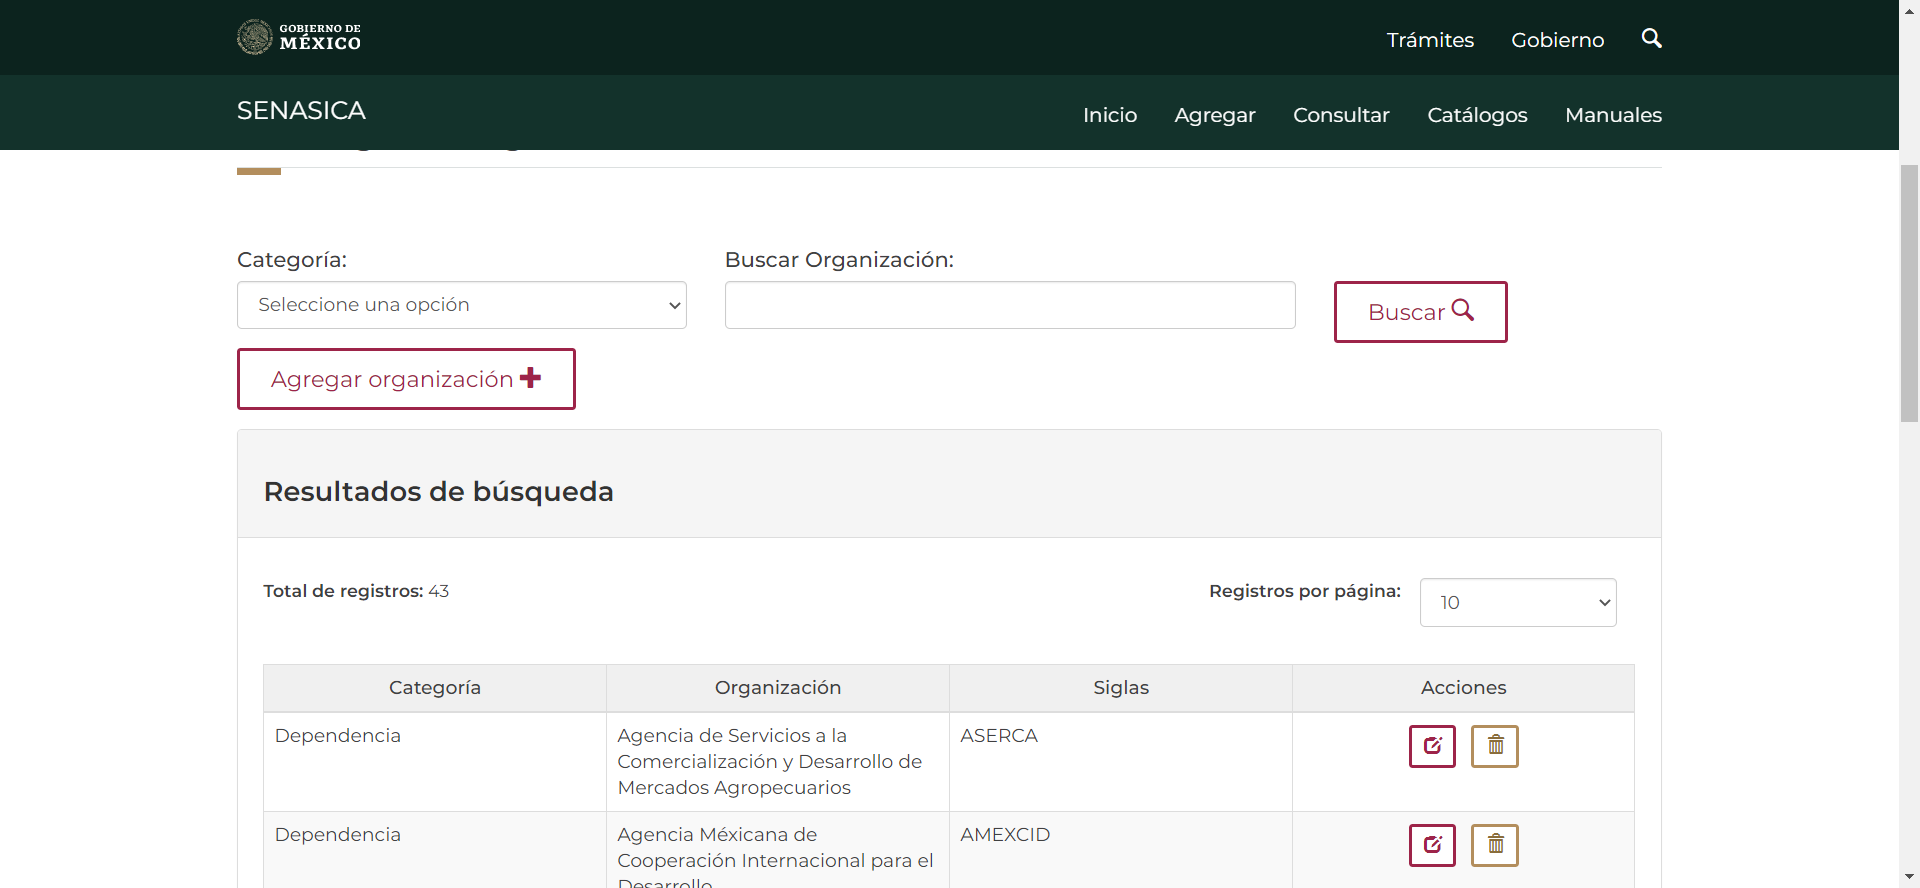 GOBIERNO DE
MÉXICO
Trámites
Gobierno
SENASICA
Inicio
Agregar
Consultar
Catálogos
Manuales
Categoría:
Buscar Organización:
Seleccione una opción
Buscar
Agregar organización
Resultados de búsqueda
Total de registros: 43
Registros por página:
10
Categoría
Organización
Siglas
Acciones
Dependencia
Agencia de Servicios a la
Comercialización y Desarrollo de
Mercados Agropecuarios
ASERCA
Dependencia
Agencia Méxicana de
Cooperación Internacional para el
Desarrollo
AMEXCID